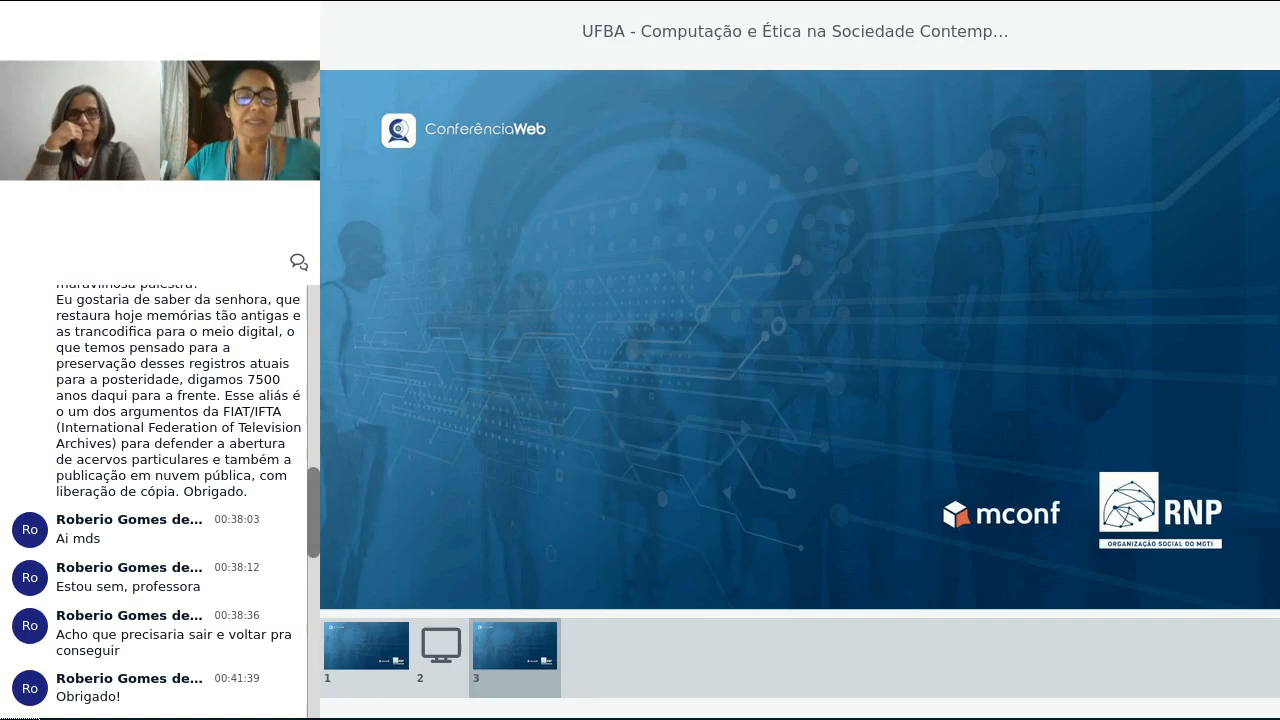 UFBA - Computação e Ética na Sociedade Contemp...
ConferênciaWeb
maravilhosa palestra!
Eu gostaria de saber da senhora, que
restaura hoje memórias tão antigas e
as trancodifica para o meio digital, o
que temos pensado para a
preservação desses registros atuais
para a posteridade, digamos 7500
anos daqui para a frente. Esse aliás é
o um dos argumentos da FIAT/IFTA
(International Federation of Television
Archives) para defender a abertura
de acervos particulares e também a
publicação em nuvem pública, com
liberação de cópia. Obrigado.
Ro
Roberio Gomes de... 00:38:03
Ai mds
Ro
Roberio Gomes de... 00:38:12
Estou sem, professora
Ro
Roberio Gomes de... 00:38:36
Acho que precisaria sair e voltar pra
conseguir
Ro
Roberio Gomes de... 00:41:39
Obrigado!
mconf
RNP
ORGANIZAÇÃO SOCIAL DO MCTI
1
2
3